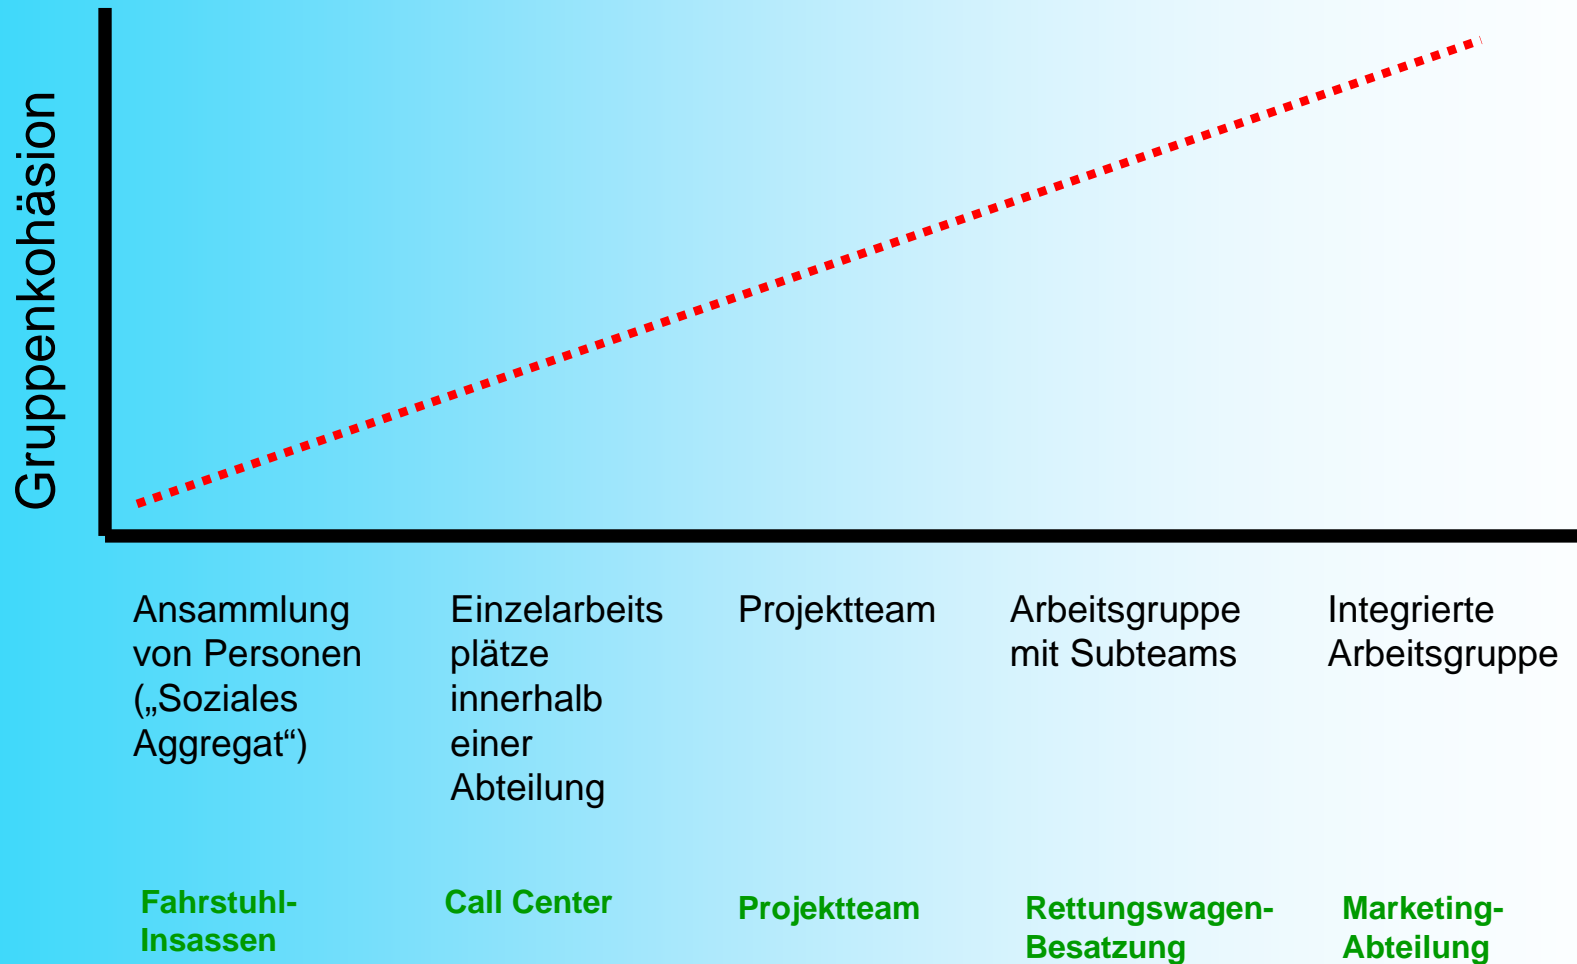 Gruppenkohäsion
Ansammlung
von Personen
(„Soziales
Aggregat“)
Einzelarbeits
plätze
innerhalb
einer
Abteilung
Projektteam
Arbeitsgruppe
mit Subteams
Integrierte
Arbeitsgruppe
Fahrstuhl-
Insassen
Call Center
Projektteam
Rettungswagen-
Besatzung
Marketing-
Abteilung